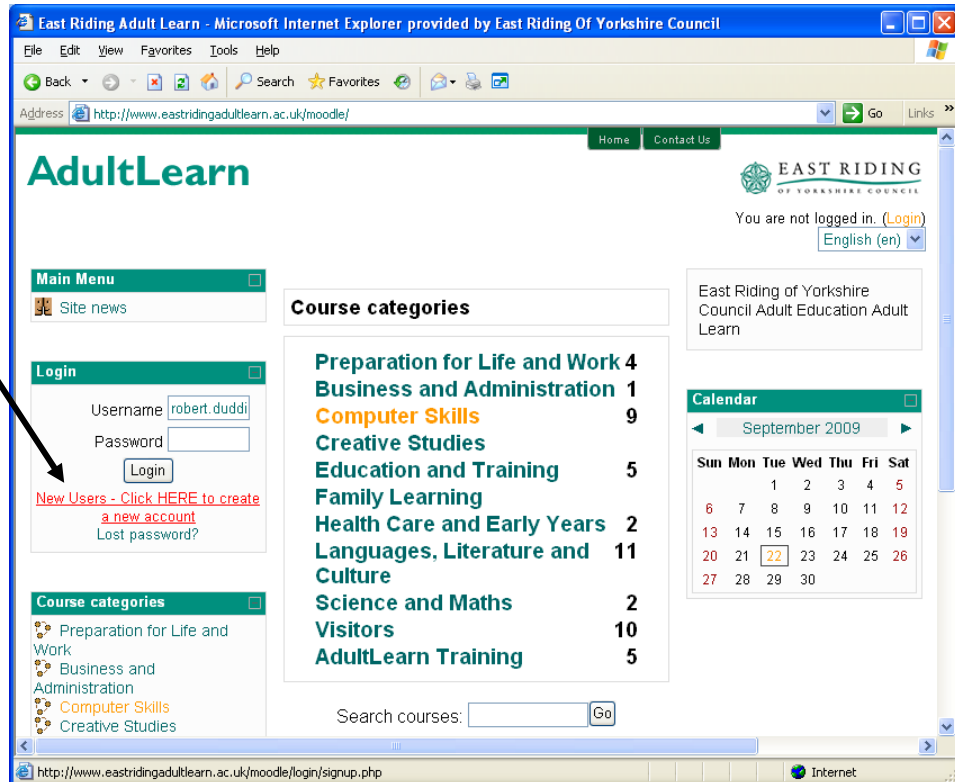 East Riding Adult Learn - Microsoft Internet Explorer provided by East Riding Of Yorkshire Council
File Edit View Favorites Tools Help
Back Search Favorites
Address http://www.eastridingadultlearn.ac.uk/moodle/ Go Links »
Home Contact Us
AdultLearn
EAST RIDING
OF YORKSHIRE COUNCIL
You are not logged in. (Login)
English (en)
Main Menu
Site news
Login
Username robert.duddi
Password
Login
New Users - Click HERE to create
a new account
Lost password?
Course categories
Preparation for Life and
Work
Business and
Administration
Computer Skills
Creative Studies
Course categories
Preparation for Life and Work 4
Business and Administration 1
Computer Skills 9
Creative Studies
Education and Training 5
Family Learning
Health Care and Early Years 2
Languages, Literature and 11
Culture
Science and Maths 2
Visitors 10
AdultLearn Training 5
Search courses: Go
East Riding of Yorkshire
Council Adult Education Adult
Learn
Calendar
◄ September 2009 ►
Sun Mon Tue Wed Thu Fri Sat
1 2 3 4 5
6 7 8 9 10 11 12
13 14 15 16 17 18 19
20 21 22 23 24 25 26
27 28 29 30
http://www.eastridingadultlearn.ac.uk/moodle/login/signup.php Internet